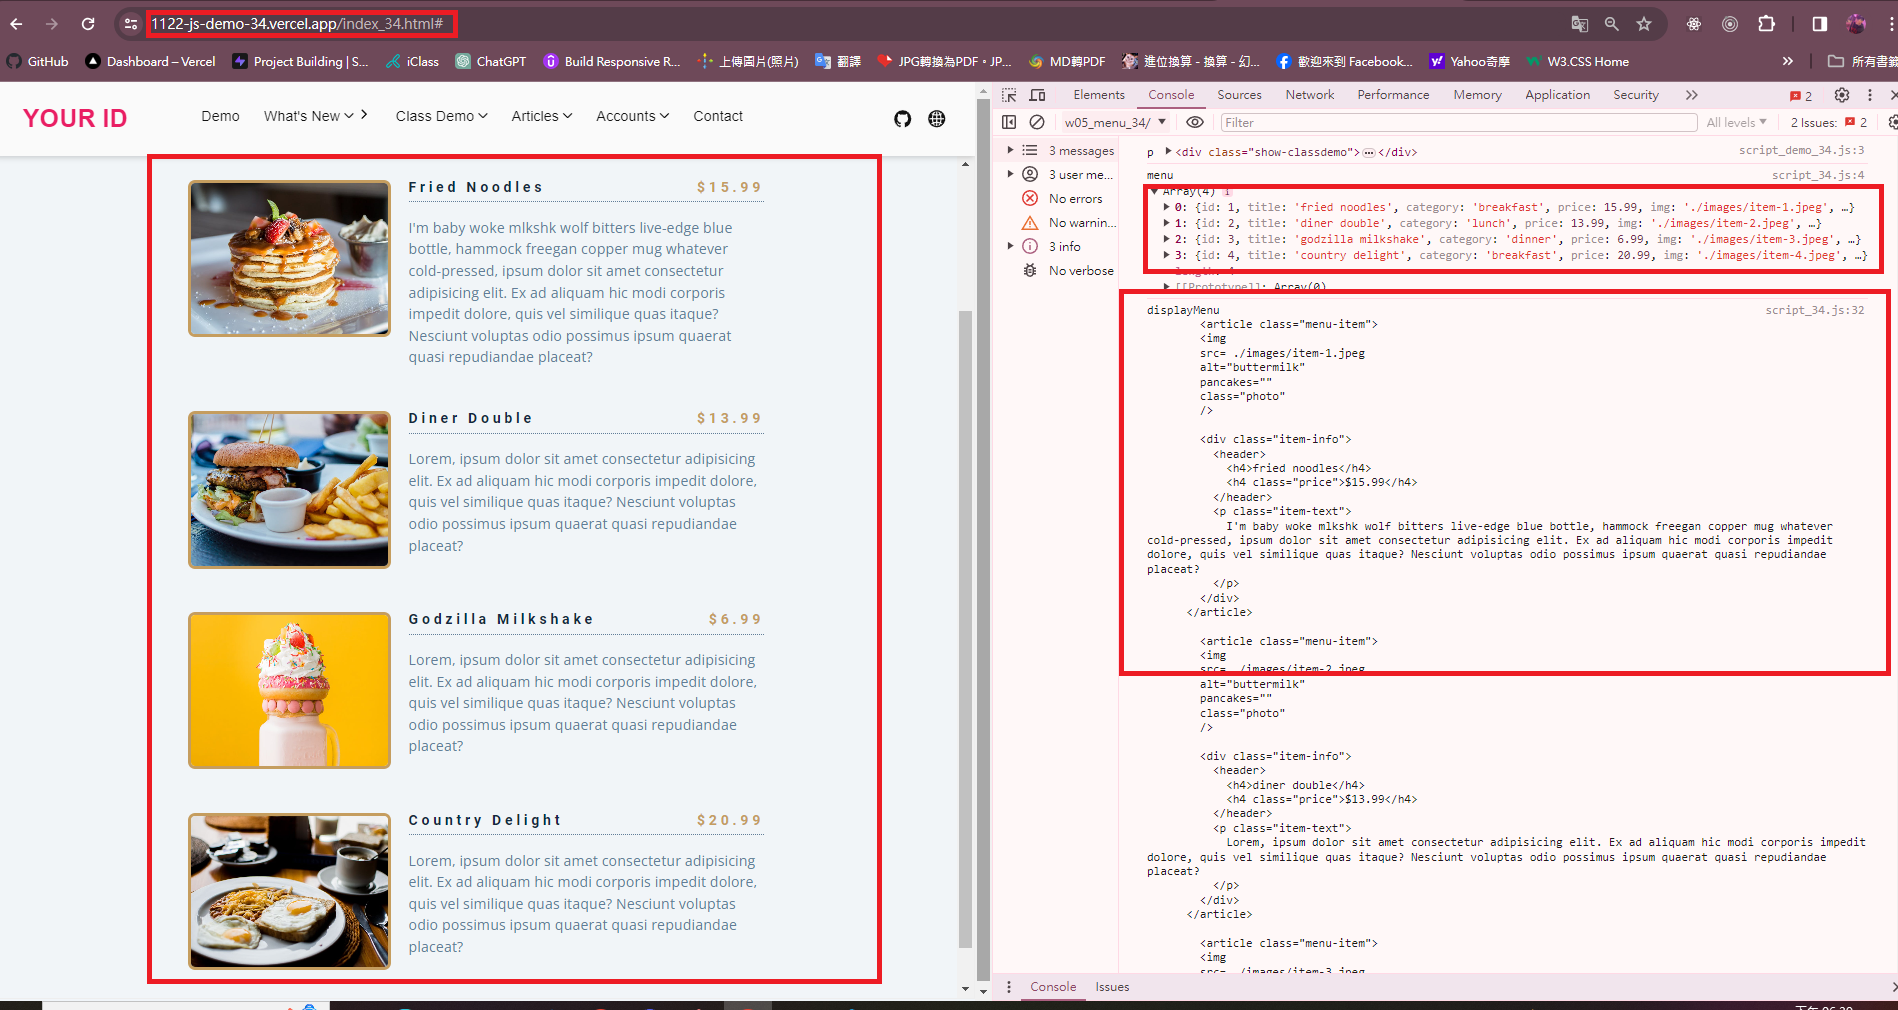 1122-js-demo-34.vercel.app/index_34.html#
GitHub
Dashboard – Vercel
Project Building | S...
iClass
ChatGPT
Build Responsive R...
上傳圖片(照片)
翻譯
JPG轉換為PDF。JP...
MD轉PDF
進位換算 - 換算 - 幻...
歡迎來到 Facebook...
Yahoo奇摩
W3.CSS Home
»
所有書籤
YOUR ID
Demo
What's New
Class Demo
Articles
Accounts
Contact
Fried Noodles $15.99
I'm baby woke mlkshk wolf bitters live-edge blue
bottle, hammock freegan copper mug whatever
cold-pressed, ipsum dolor sit amet consectetur
adipisicing elit. Ex ad aliquam hic modi corporis
impedit dolore, quis vel similique quas itaque?
Nesciunt voluptas odio possimus ipsum quaerat
quasi repudiandae placeat?
Diner Double $13.99
Lorem, ipsum dolor sit amet consectetur adipisicing
elit. Ex ad aliquam hic modi corporis impedit dolore,
quis vel similique quas itaque? Nesciunt voluptas
odio possimus ipsum quaerat quasi repudiandae
placeat?
Godzilla Milkshake $6.99
Lorem, ipsum dolor sit amet consectetur adipisicing
elit. Ex ad aliquam hic modi corporis impedit dolore,
quis vel similique quas itaque? Nesciunt voluptas
odio possimus ipsum quaerat quasi repudiandae
placeat?
Country Delight $20.99
Lorem, ipsum dolor sit amet consectetur adipisicing
elit. Ex ad aliquam hic modi corporis impedit dolore,
quis vel similique quas itaque? Nesciunt voluptas
odio possimus ipsum quaerat quasi repudiandae
placeat?
Elements Console Sources Network Performance Memory Application Security » 2
w05_menu_34/ Filter All levels 2 Issues: 2
3 messages
3 user me...
No errors
No warnin...
3 info
No verbose
p <div class="show-classdemo">…</div> script_demo_34.js:3
menu script_34.js:4
Array(4) i
0: {id: 1, title: 'fried noodles', category: 'breakfast', price: 15.99, img: './images/item-1.jpeg', …}
1: {id: 2, title: 'diner double', category: 'lunch', price: 13.99, img: './images/item-2.jpeg', …}
2: {id: 3, title: 'godzilla milkshake', category: 'dinner', price: 6.99, img: './images/item-3.jpeg', …}
3: {id: 4, title: 'country delight', category: 'breakfast', price: 20.99, img: './images/item-4.jpeg', …}
length: 4
[[Prototype]]: Array(0)
displayMenu script_34.js:32
<article class="menu-item">
<img
src= ./images/item-1.jpeg
alt="buttermilk"
pancakes=""
class="photo"
/>
<div class="item-info">
<header>
<h4>fried noodles</h4>
<h4 class="price">$15.99</h4>
</header>
<p class="item-text">
I'm baby woke mlkshk wolf bitters live-edge blue bottle, hammock freegan copper mug whatever
cold-pressed, ipsum dolor sit amet consectetur adipisicing elit. Ex ad aliquam hic modi corporis impedit
dolore, quis vel similique quas itaque? Nesciunt voluptas odio possimus ipsum quaerat quasi repudiandae
placeat?
</p>
</div>
</article>
<article class="menu-item">
<img
src= ./images/item-2.jpeg
alt="buttermilk"
pancakes=""
class="photo"
/>
<div class="item-info">
<header>
<h4>diner double</h4>
<h4 class="price">$13.99</h4>
</header>
<p class="item-text">
Lorem, ipsum dolor sit amet consectetur adipisicing elit. Ex ad aliquam hic modi corporis impedit
dolore, quis vel similique quas itaque? Nesciunt voluptas odio possimus ipsum quaerat quasi repudiandae
placeat?
</p>
</div>
</article>
<article class="menu-item">
<img
src= ./images/item-3.jpeg
Console Issues